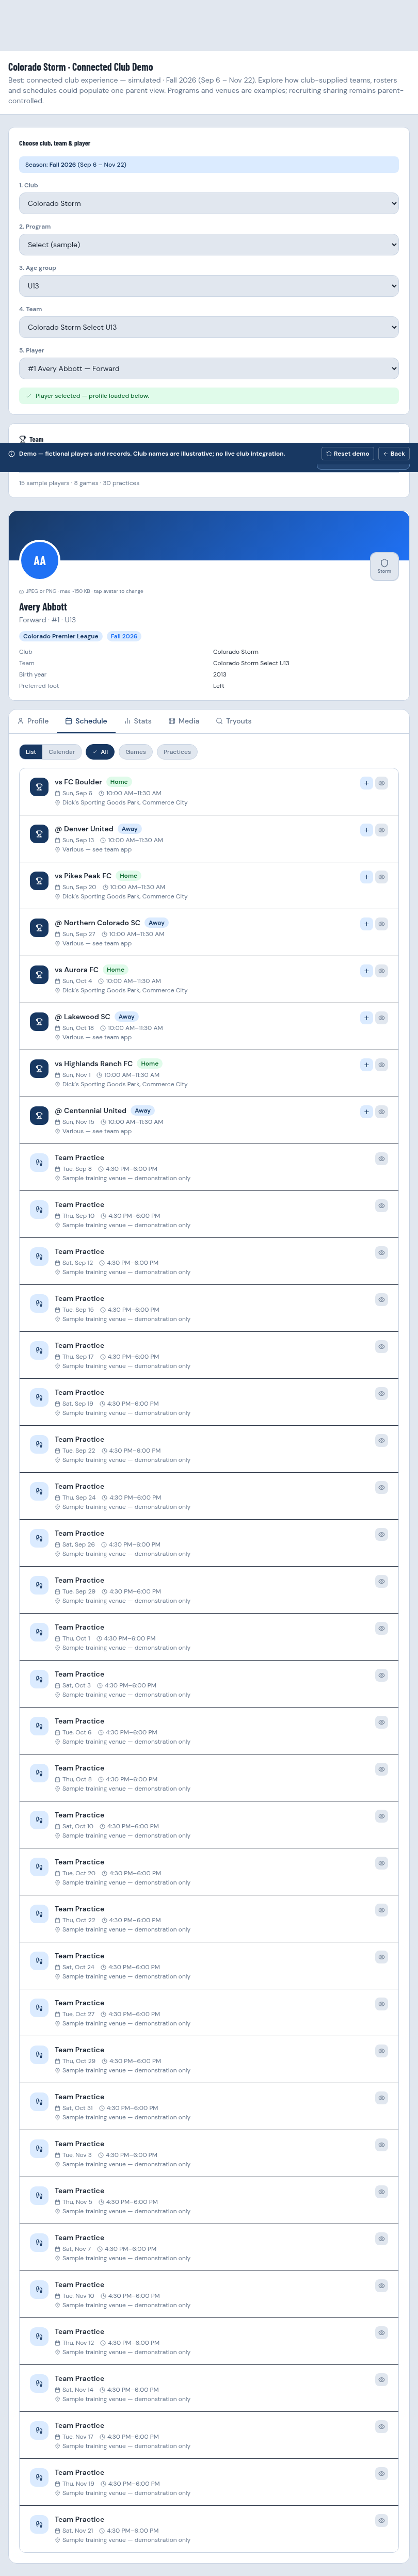 Colorado Storm · Connected Club Demo
Best: connected club experience — simulated · Fall 2026 (Sep 6 – Nov 22). Explore how club-supplied teams, rosters
and schedules could populate one parent view. Programs and venues are examples; recruiting sharing remains parent-
controlled.
Choose club, team & player
Season: Fall 2026 (Sep 6 – Nov 22)
1. Club
Colorado Storm
2. Program
Select (sample)
3. Age group
U13
4. Team
Colorado Storm Select U13
5. Player
#1 Avery Abbott — Forward
Player selected — profile loaded below.
Team
Demo — fictional players and records. Club names are illustrative; no live club integration.
Reset demo
Back
15 sample players · 8 games · 30 practices
AA
Storm
JPEG or PNG · max ~150 KB · tap avatar to change
Avery Abbott
Forward · #1 · U13
Colorado Premier League
Fall 2026
Club
Colorado Storm
Team
Colorado Storm Select U13
Birth year
2013
Preferred foot
Left
Profile
Schedule
Stats
Media
Tryouts
List
Calendar
All
Games
Practices
vs FC Boulder Home
Sun, Sep 6 10:00 AM–11:30 AM
Dick's Sporting Goods Park, Commerce City
@ Denver United Away
Sun, Sep 13 10:00 AM–11:30 AM
Various — see team app
vs Pikes Peak FC Home
Sun, Sep 20 10:00 AM–11:30 AM
Dick's Sporting Goods Park, Commerce City
@ Northern Colorado SC Away
Sun, Sep 27 10:00 AM–11:30 AM
Various — see team app
vs Aurora FC Home
Sun, Oct 4 10:00 AM–11:30 AM
Dick's Sporting Goods Park, Commerce City
@ Lakewood SC Away
Sun, Oct 18 10:00 AM–11:30 AM
Various — see team app
vs Highlands Ranch FC Home
Sun, Nov 1 10:00 AM–11:30 AM
Dick's Sporting Goods Park, Commerce City
@ Centennial United Away
Sun, Nov 15 10:00 AM–11:30 AM
Various — see team app
Team Practice
Tue, Sep 8 4:30 PM–6:00 PM
Sample training venue — demonstration only
Team Practice
Thu, Sep 10 4:30 PM–6:00 PM
Sample training venue — demonstration only
Team Practice
Sat, Sep 12 4:30 PM–6:00 PM
Sample training venue — demonstration only
Team Practice
Tue, Sep 15 4:30 PM–6:00 PM
Sample training venue — demonstration only
Team Practice
Thu, Sep 17 4:30 PM–6:00 PM
Sample training venue — demonstration only
Team Practice
Sat, Sep 19 4:30 PM–6:00 PM
Sample training venue — demonstration only
Team Practice
Tue, Sep 22 4:30 PM–6:00 PM
Sample training venue — demonstration only
Team Practice
Thu, Sep 24 4:30 PM–6:00 PM
Sample training venue — demonstration only
Team Practice
Sat, Sep 26 4:30 PM–6:00 PM
Sample training venue — demonstration only
Team Practice
Tue, Sep 29 4:30 PM–6:00 PM
Sample training venue — demonstration only
Team Practice
Thu, Oct 1 4:30 PM–6:00 PM
Sample training venue — demonstration only
Team Practice
Sat, Oct 3 4:30 PM–6:00 PM
Sample training venue — demonstration only
Team Practice
Tue, Oct 6 4:30 PM–6:00 PM
Sample training venue — demonstration only
Team Practice
Thu, Oct 8 4:30 PM–6:00 PM
Sample training venue — demonstration only
Team Practice
Sat, Oct 10 4:30 PM–6:00 PM
Sample training venue — demonstration only
Team Practice
Tue, Oct 20 4:30 PM–6:00 PM
Sample training venue — demonstration only
Team Practice
Thu, Oct 22 4:30 PM–6:00 PM
Sample training venue — demonstration only
Team Practice
Sat, Oct 24 4:30 PM–6:00 PM
Sample training venue — demonstration only
Team Practice
Tue, Oct 27 4:30 PM–6:00 PM
Sample training venue — demonstration only
Team Practice
Thu, Oct 29 4:30 PM–6:00 PM
Sample training venue — demonstration only
Team Practice
Sat, Oct 31 4:30 PM–6:00 PM
Sample training venue — demonstration only
Team Practice
Tue, Nov 3 4:30 PM–6:00 PM
Sample training venue — demonstration only
Team Practice
Thu, Nov 5 4:30 PM–6:00 PM
Sample training venue — demonstration only
Team Practice
Sat, Nov 7 4:30 PM–6:00 PM
Sample training venue — demonstration only
Team Practice
Tue, Nov 10 4:30 PM–6:00 PM
Sample training venue — demonstration only
Team Practice
Thu, Nov 12 4:30 PM–6:00 PM
Sample training venue — demonstration only
Team Practice
Sat, Nov 14 4:30 PM–6:00 PM
Sample training venue — demonstration only
Team Practice
Tue, Nov 17 4:30 PM–6:00 PM
Sample training venue — demonstration only
Team Practice
Thu, Nov 19 4:30 PM–6:00 PM
Sample training venue — demonstration only
Team Practice
Sat, Nov 21 4:30 PM–6:00 PM
Sample training venue — demonstration only